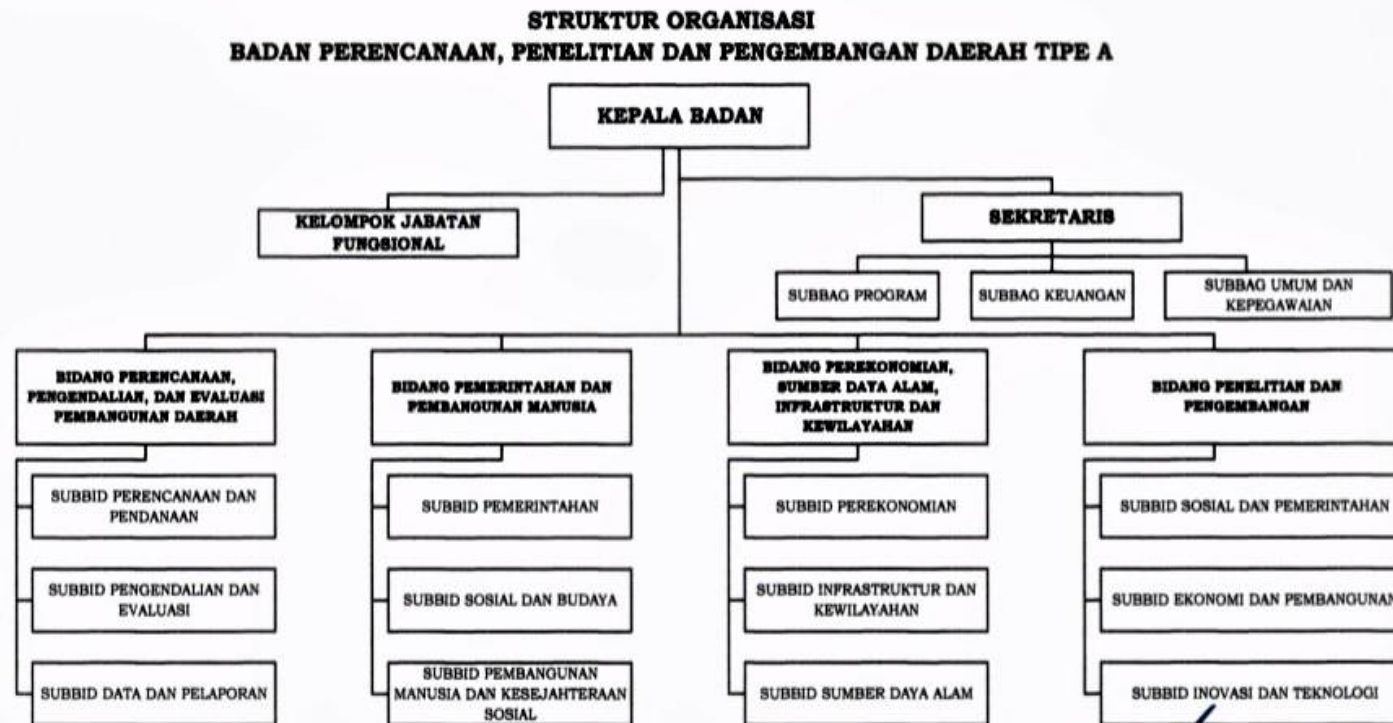 STRUKTUR ORGANISASI
BADAN PERENCANAAN, PENELITIAN DAN PENGEMBANGAN DAERAH TIPE A
KEPALA BADAN
KELOMPOK JABATAN
FUNGSIONAL
SEKRETARIS
SUBBAG PROGRAM
SUBBAG KEUANGAN
SUBBAG UMUM DAN
KEPEGAWAIAN
BIDANG PERENCANAAN,
PENGENDALIAN, DAN EVALUASI
PEMBANGUNAN DAERAH
BIDANG PEMERINTAHAN DAN
PEMBANGUNAN MANUSIA
BIDANG PEREKONOMIAN,
SUMBER DAYA ALAM,
INFRASTRUKTUR DAN
KEWILAYAHAN
BIDANG PENELITIAN DAN
PENGEMBANGAN
SUBBID PERENCANAAN DAN
PENDANAAN
SUBBID PEMERINTAHAN
SUBBID PEREKONOMIAN
SUBBID SOSIAL DAN PEMERINTAHAN
SUBBID PENGENDALIAN DAN
EVALUASI
SUBBID SOSIAL DAN BUDAYA
SUBBID INFRASTRUKTUR DAN
KEWILAYAHAN
SUBBID EKONOMI DAN PEMBANGUNAN
SUBBID DATA DAN PELAPORAN
SUBBID PEMBANGUNAN
MANUSIA DAN KESEJAHTERAAN
SOSIAL
SUBBID SUMBER DAYA ALAM
SUBBID INOVASI DAN TEKNOLOGI